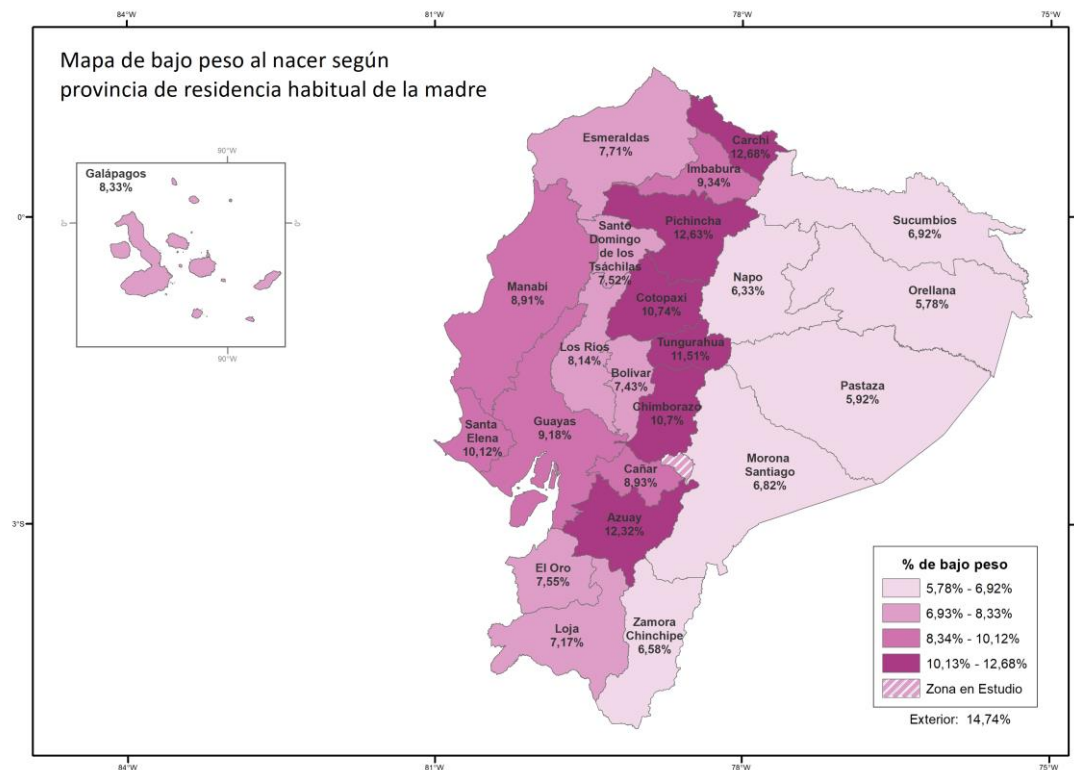 84°W
81°W
78°W
75°W
Mapa de bajo peso al nacer según
provincia de residencia habitual de la madre
90°W
Galápagos
8,33%
0°
0°
90°W
Esmeraldas
7,71%
Carchi
12,68%
Imbabura
9,34%
Sucumbios
6,92%
Pichincha
12,63%
Santo
Domingo
de los
Tsáchilas
7,52%
Napo
6,33%
Orellana
5,78%
Manabí
8,91%
Cotopaxi
10,74%
Los Ríos
8,14%
Tungurahua
11,51%
Bolivar
7,43%
Pastaza
5,92%
Chimborazo
10,7%
Santa
Elena
10,12%
Guayas
9,18%
Morona
Santiago
6,82%
Cañar
8,93%
Azuay
12,32%
El Oro
7,55%
Loja
7,17%
Zamora
Chinchipe
6,58%
0°
3°S
% de bajo peso
5,78% - 6,92%
6,93% - 8,33%
8,34% - 10,12%
10,13% - 12,68%
Zona en Estudio
Exterior: 14,74%
84°W
81°W
78°W
75°W